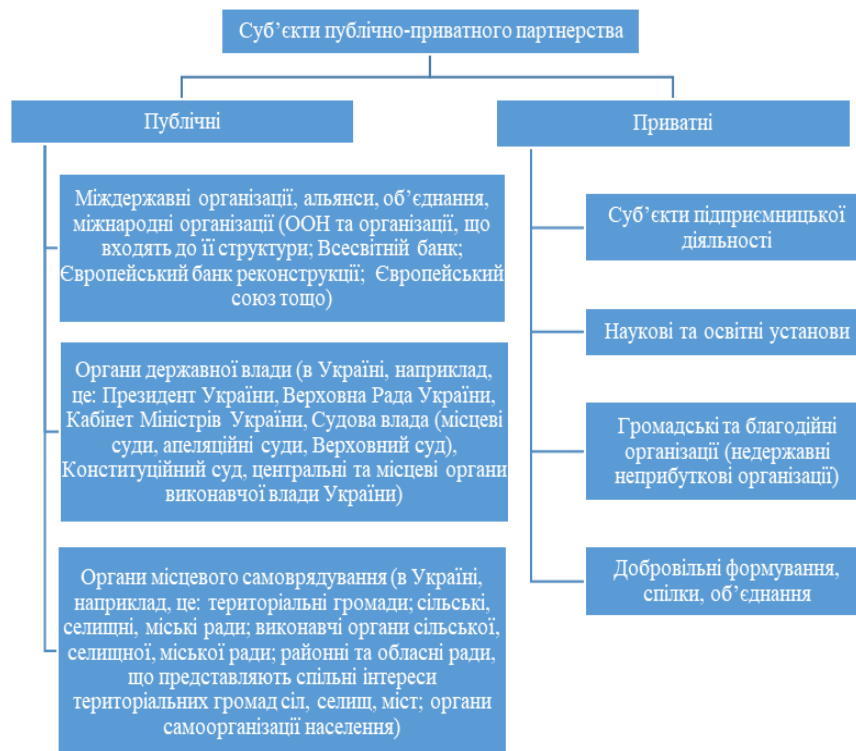 Суб’єкти публічно-приватного партнерства
Публічні
Міждержавні організації, альянси, об’єднання,
міжнародні організації (ООН та організації, що
входять до її структури; Всесвітній банк;
Європейський банк реконструкції; Європейський
союз тощо)
Органи державної влади (в Україні, наприклад,
це: Президент України, Верховна Рада України,
Кабінет Міністрів України, Судова влада (місцеві
суди, апеляційні суди, Верховний суд),
Конституційний суд, центральні та місцеві органи
виконавчої влади України)
Органи місцевого самоврядування (в Україні,
наприклад, це: територіальні громади; сільські,
селищні, міські ради; виконавчі органи сільської,
селищної, міської ради; районні та обласні ради,
що представляють спільні інтереси
територіальних громад сіл, селищ, міст; органи
самоорганізації населення)
Приватні
Суб’єкти підприємницької
діяльності
Наукові та освітні установи
Громадські та благодійні
організації (недержавні
неприбуткові організації)
Добровільні формування,
спілки, об’єднання